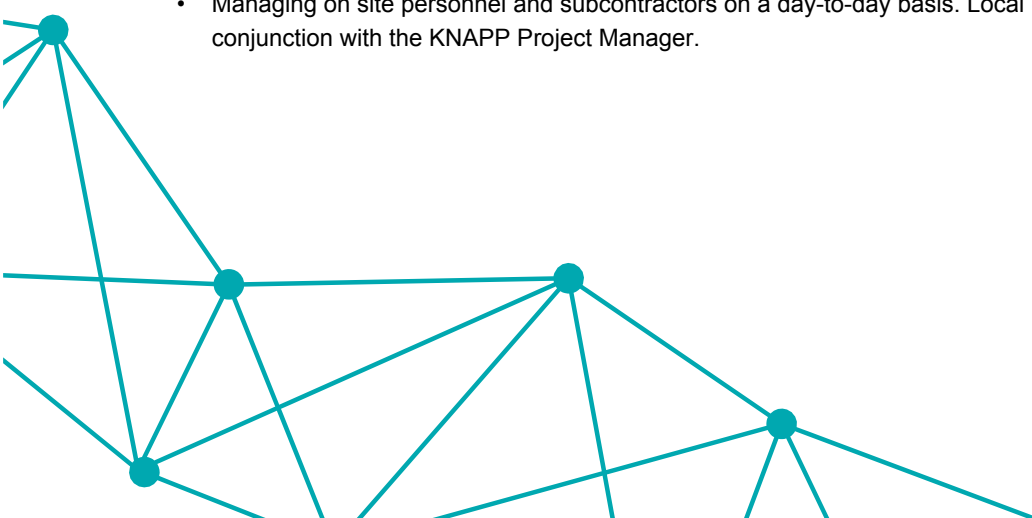 • Managing on site personnel and subcontractors on a day-to-day basis. Local
conjunction with the KNAPP Project Manager.